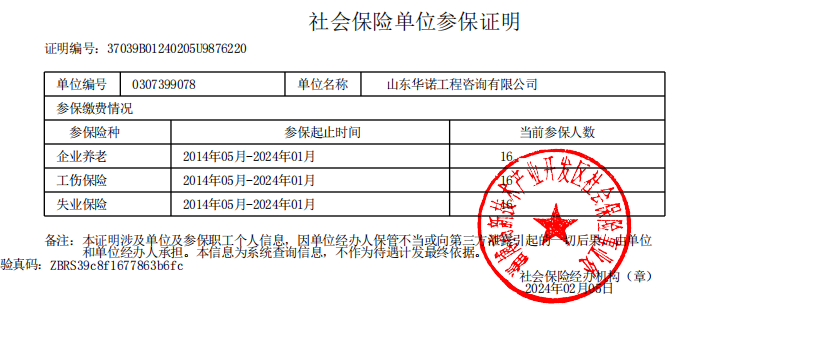 社会保险单位参保证明
证明编号：37039B01240205U9876220
单位编号 0307399078 单位名称 山东华诺工程咨询有限公司
参保缴费情况
参保险种 参保起止时间 当前参保人数
企业养老 2014年05月-2024年01月 16
工伤保险 2014年05月-2024年01月 16
失业保险 2014年05月-2024年01月 16
备注：本证明涉及单位及参保职工个人信息，因单位经办人保管不当或向第三方泄露引起的一切后果，由单位
和单位经办人承担。本信息为系统查询信息，不作为待遇计发最终依据。
验真码：ZBRS39c8f1677863b6fc
社会保险经办机构（章）
2024年02月05日